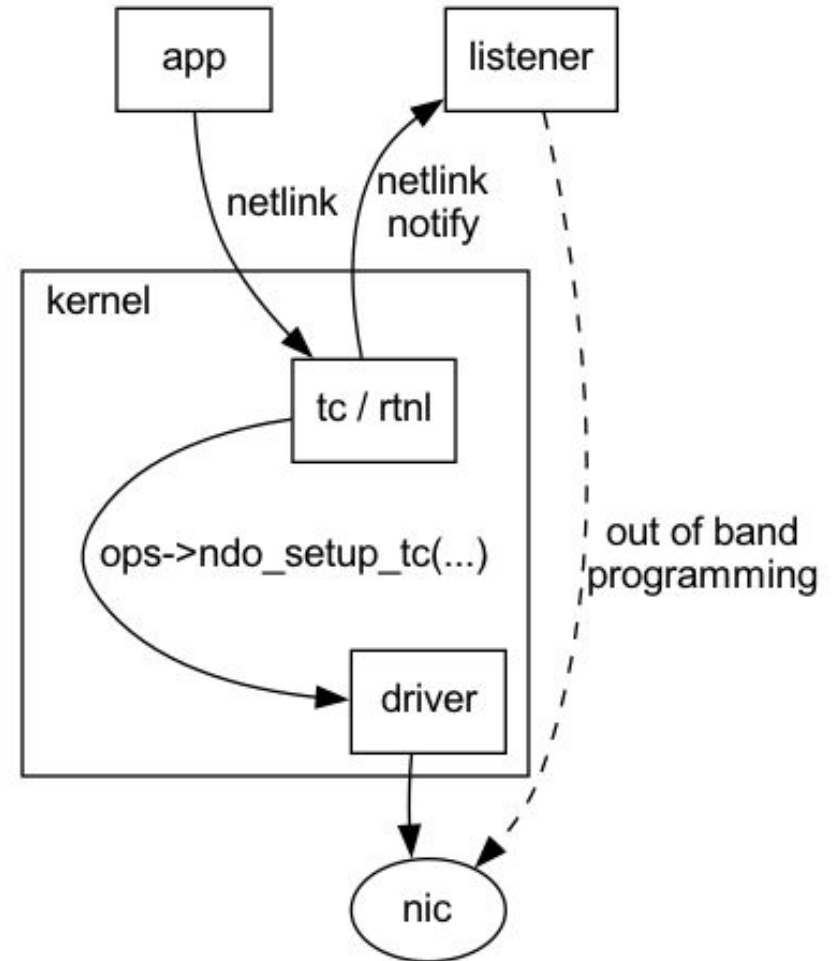 app
listener
netlink
netlink
notify
kernel
tc / rtnl
ops->ndo_setup_tc(...)
out of band
programming
driver
nic